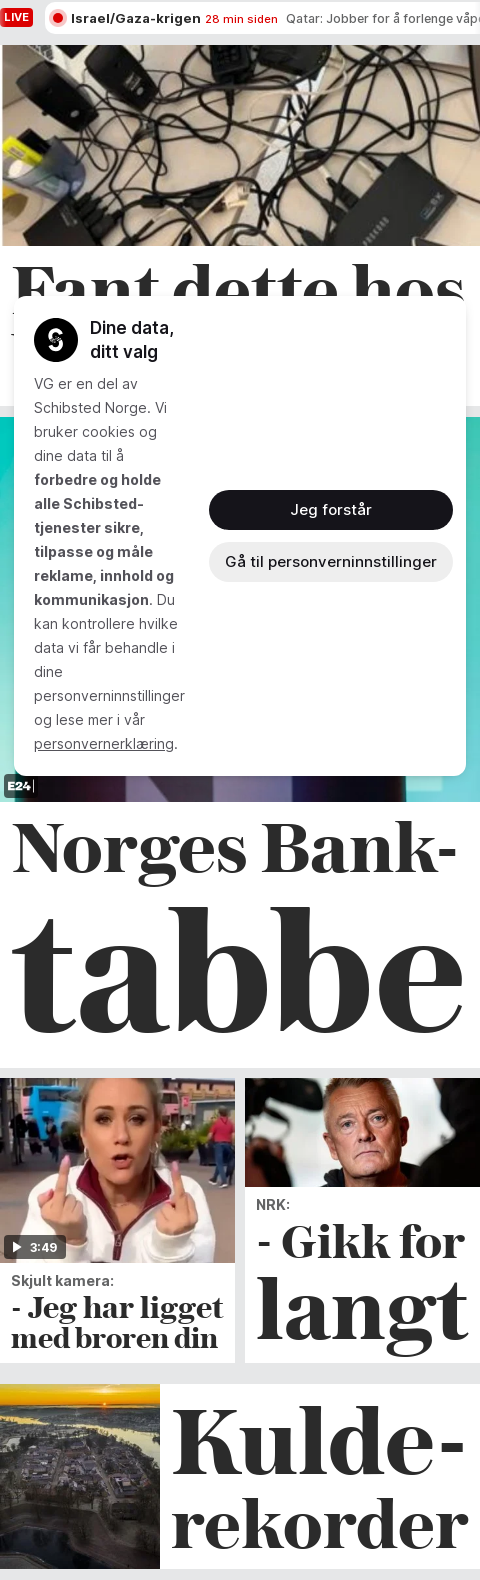 LIVE
Israel/Gaza-krigen 28 min siden Qatar: Jobber for å forlenge våp
Fant dette hos
Dine data,
ditt valg
VG er en del av
Schibsted Norge. Vi
bruker cookies og
dine data til å
forbedre og holde
alle Schibsted-
tjenester sikre,
tilpasse og måle
reklame, innhold og
kommunikasjon. Du
kan kontrollere hvilke
data vi får behandle i
dine
personverninnstillinger
og lese mer i vår
personvernerklæring.
Jeg forstår
Gå til personverninnstillinger
E24
Norges Bank-
tabbe
3:49
Skjult kamera:
- Jeg har ligget
med broren din
NRK:
- Gikk for
langt
Kulde-
rekorder